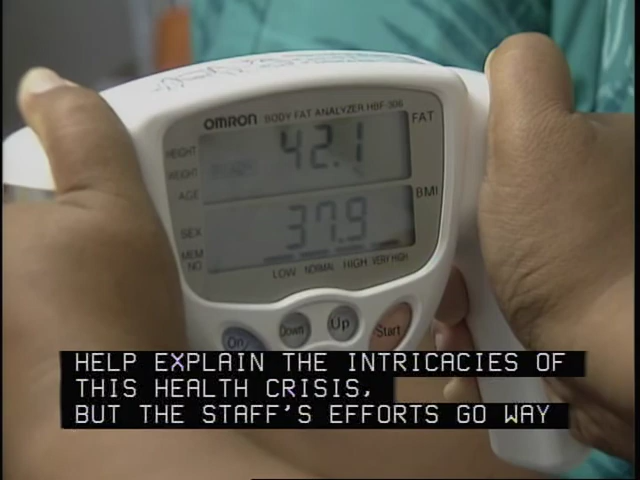 OMRON BODY FAT ANALYZER HBF-306
FAT
HEIGHT
42.1
WEIGHT
AGE
BMI
SEX
37.9
MEM NO
LOW NORMAL HIGH VERY HIGH
On/
Down
Up
Start
HELP EXPLAIN THE INTRICACIES OF
THIS HEALTH CRISIS,
BUT THE STAFF'S EFFORTS GO WAY